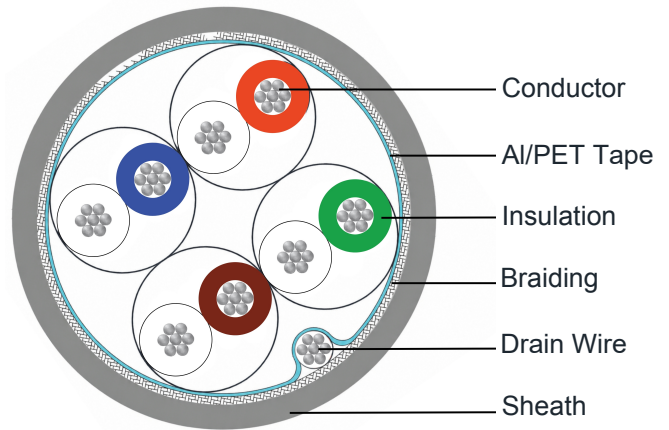 Conductor
Al/PET Tape
Insulation
Braiding
Drain Wire
Sheath